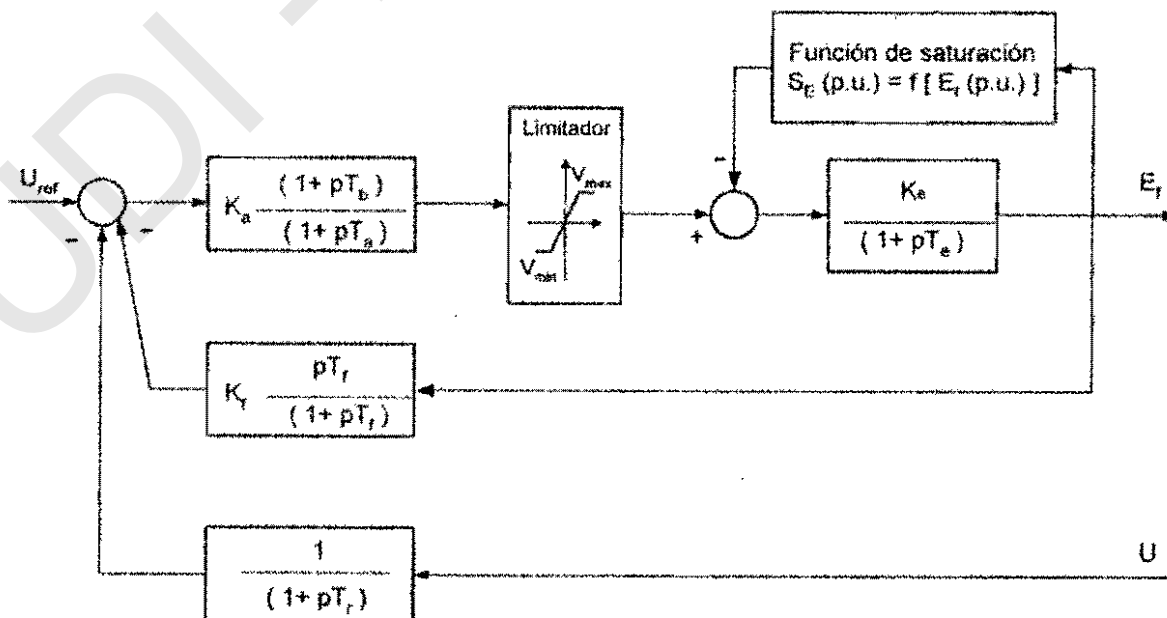 UDI -
Función de saturación
S_E (p.u.) = f [ E_f (p.u.) ]
Limitador
V_max
V_min
U_ref
-
-
K_a (1+ pT_b)
(1+ pT_a)
-
+
K_e
(1+ pT_e)
E_f
K_f pT_f
(1+ pT_f)
1
(1+ pT_r)
U